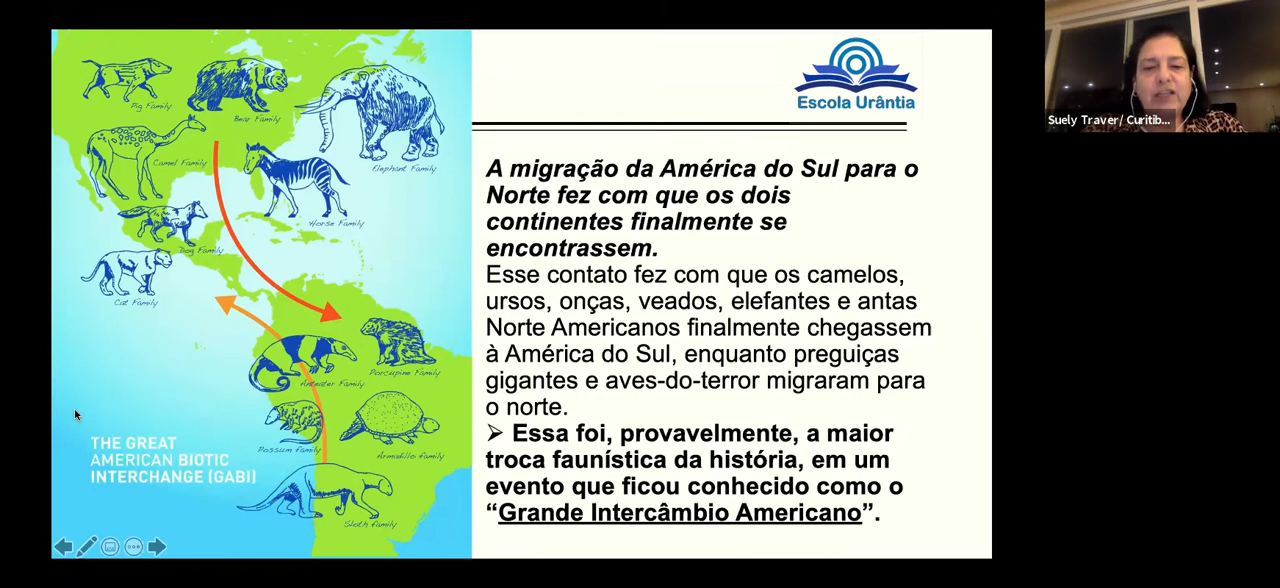 Pig Family
Bear Family
Camel Family
Elephant Family
Horse Family
Dog Family
Cat Family
Anteater Family
Porcupine Family
Possum family
Armadillo family
Sloth family
THE GREAT
AMERICAN BIOTIC
INTERCHANGE (GABI)
Escola Urântia
A migração da América do Sul para o
Norte fez com que os dois
continentes finalmente se
encontrassem.
Esse contato fez com que os camelos,
ursos, onças, veados, elefantes e antas
Norte Americanos finalmente chegassem
à América do Sul, enquanto preguiças
gigantes e aves-do-terror migraram para
o norte.
➢ Essa foi, provavelmente, a maior
troca faunística da história, em um
evento que ficou conhecido como o
“Grande Intercâmbio Americano”.
Suely Traver/ Curitib...